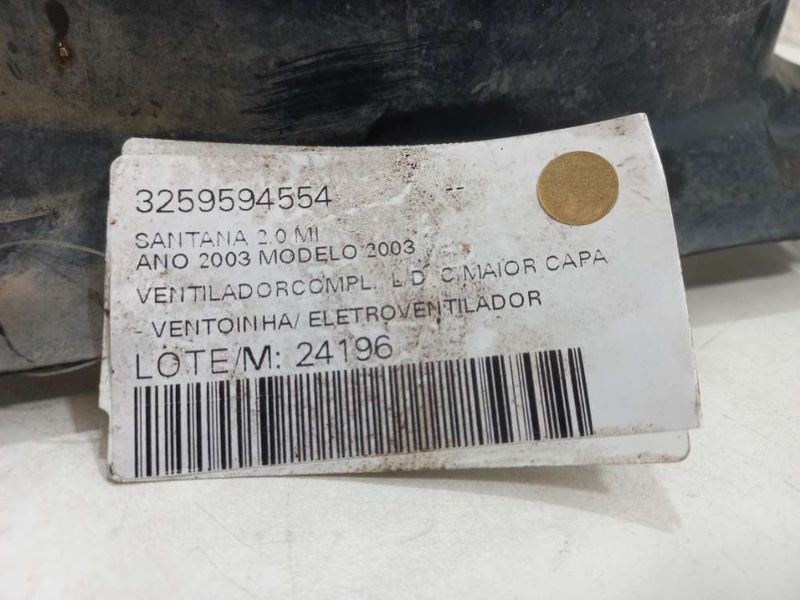 3259594554 --
SANTANA 2.0 MI
ANO 2003 MODELO 2003
VENTILADORCOMPL. L D C MAIOR CAPA
- VENTOINHA/ ELETROVENTILADOR
LOTE/M: 24196